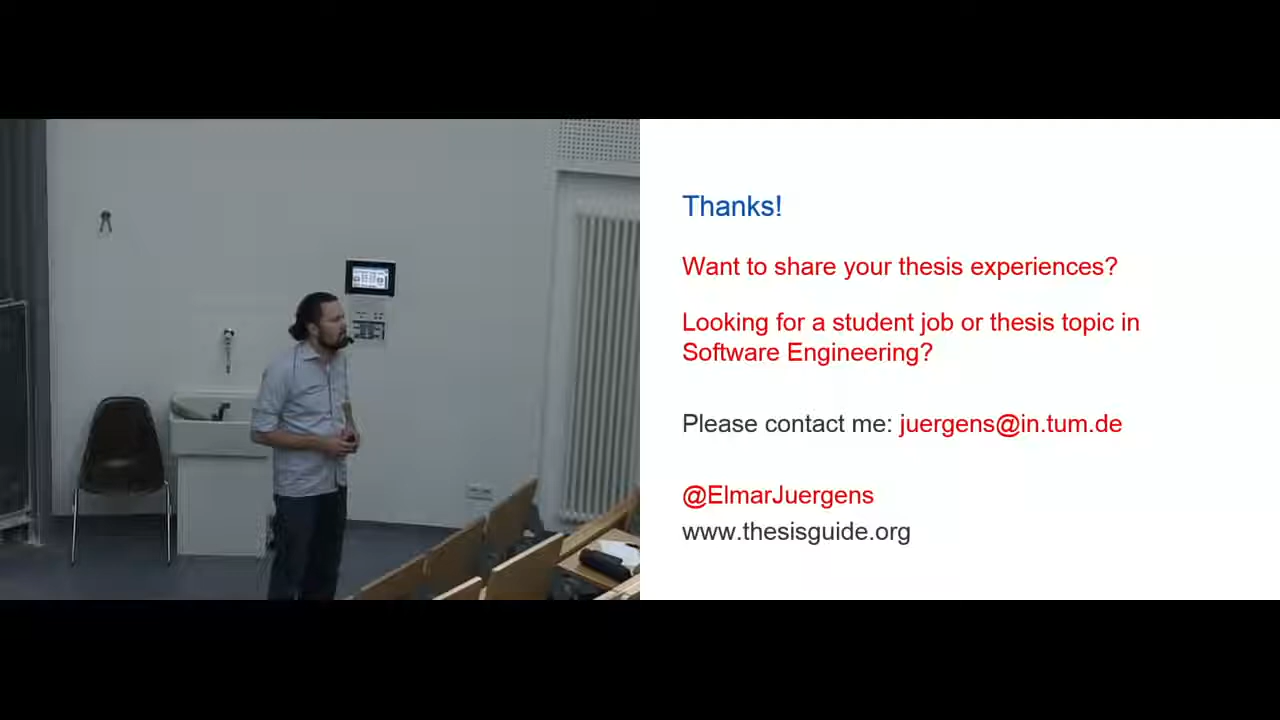 Thanks!
Want to share your thesis experiences?
Looking for a student job or thesis topic in
Software Engineering?
Please contact me: juergens@in.tum.de
@ElmarJuergens
www.thesisguide.org